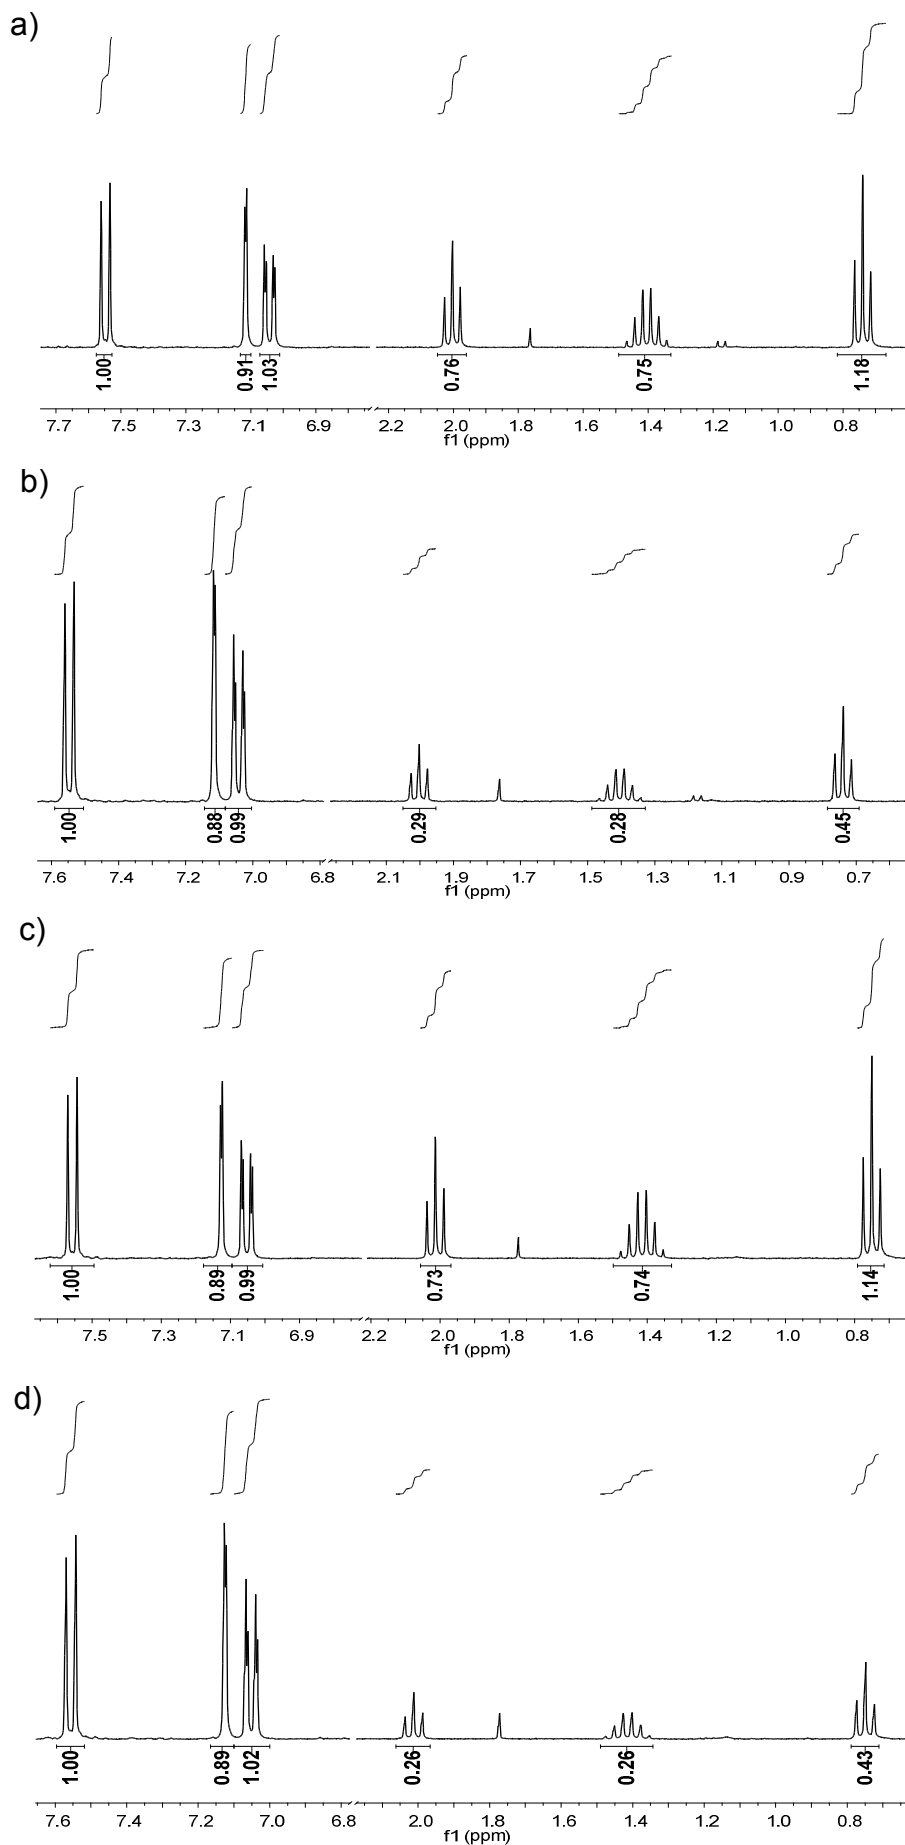 a)
1.00 0.91 1.03 0.76 0.75 1.18
7.7 7.5 7.3 7.1 6.9 2.2 2.0 1.8 1.6 1.4 1.2 1.0 0.8
f1 (ppm)
b)
1.00 0.88 0.99 0.29 0.28 0.45
7.6 7.4 7.2 7.0 6.8 2.1 1.9 1.7 1.5 1.3 1.1 0.9 0.7
f1 (ppm)
c)
1.00 0.89 0.99 0.73 0.74 1.14
7.5 7.3 7.1 6.9 2.2 2.0 1.8 1.6 1.4 1.2 1.0 0.8
f1 (ppm)
d)
1.00 0.89 1.02 0.26 0.26 0.43
7.6 7.4 7.2 7.0 6.8 2.0 1.8 1.6 1.4 1.2 1.0 0.8
f1 (ppm)